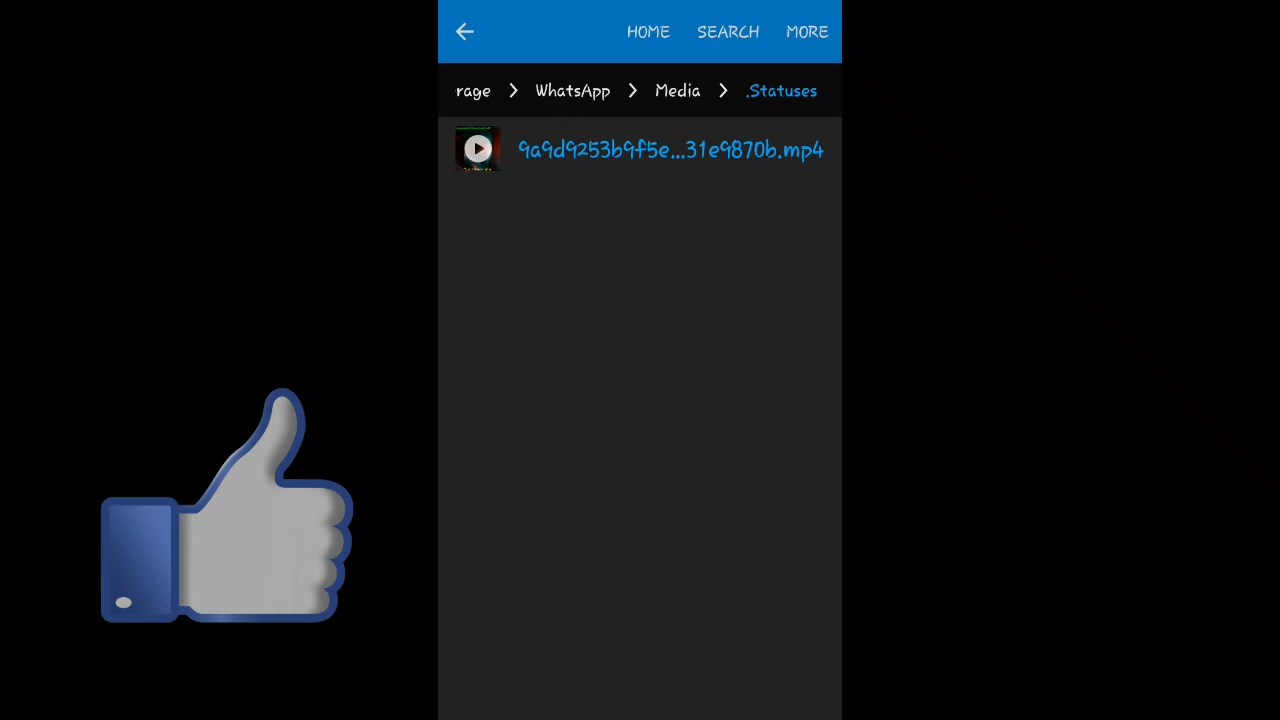 HOME SEARCH MORE
rage > WhatsApp > Media > .Statuses
9a9d9253b9f5e...31e9870b.mp4